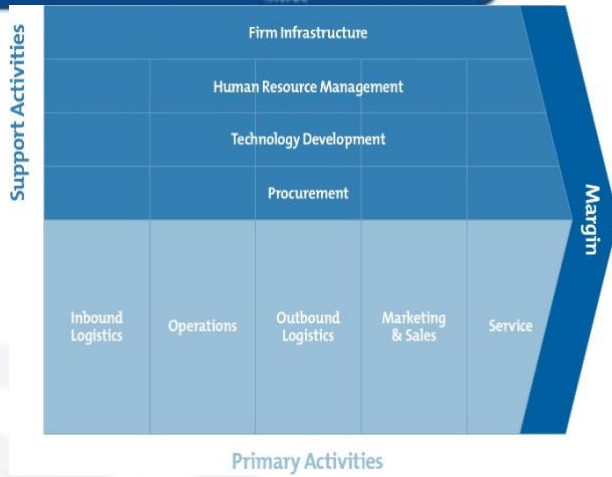 Support Activities
Firm Infrastructure
Human Resource Management
Technology Development
Procurement
Margin
Inbound
Logistics
Operations
Outbound
Logistics
Marketing
& Sales
Service
Primary Activities